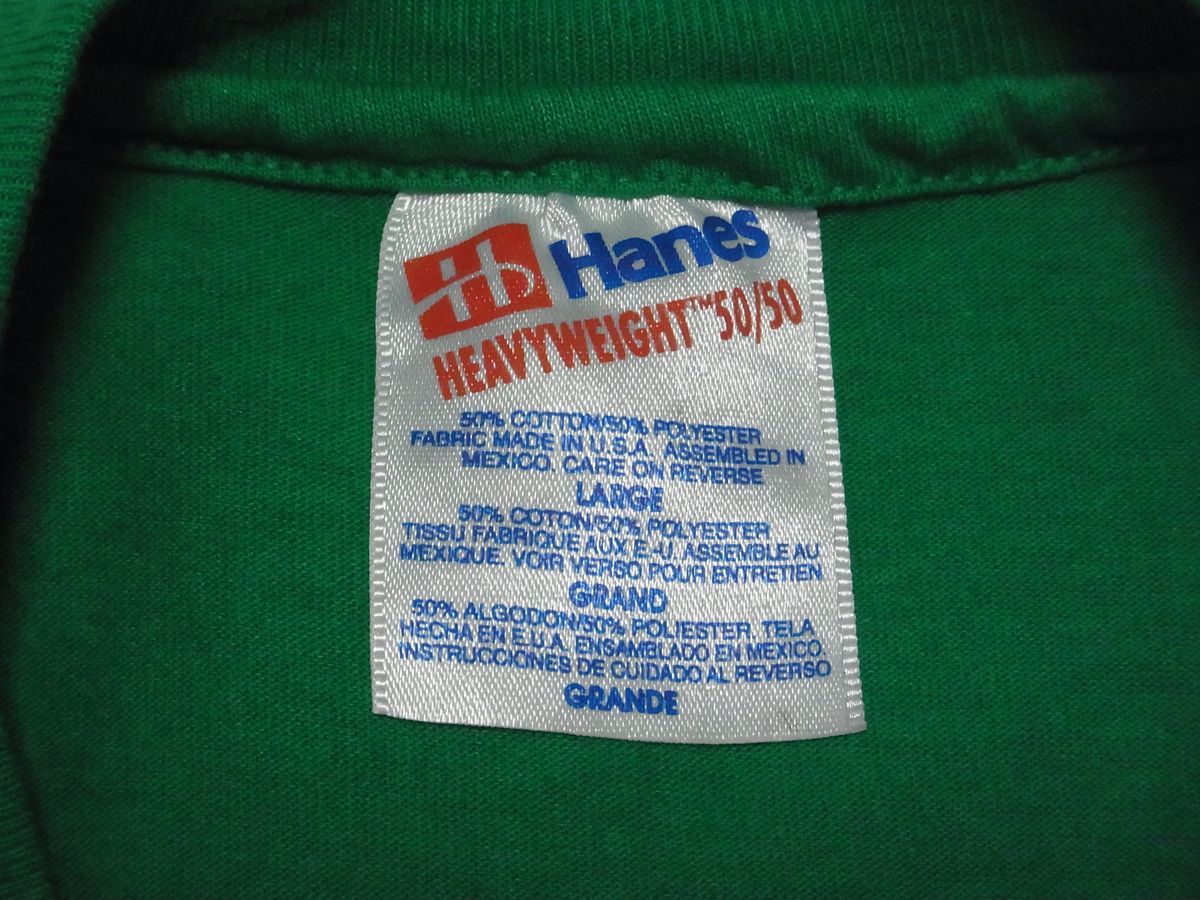 Hanes
HEAVYWEIGHT™ 50/50
50% COTTON/50% POLYESTER
FABRIC MADE IN U.S.A. ASSEMBLED IN
MEXICO. CARE ON REVERSE
LARGE
50% COTON/50% POLYESTER
TISSU FABRIQUE AUX E.-U. ASSEMBLE AU
MEXIQUE. VOIR VERSO POUR ENTRETIEN
GRAND
50% ALGODON/50% POLIESTER. TELA
HECHA EN E.U.A. ENSAMBLADO EN MEXICO.
INSTRUCCIONES DE CUIDADO AL REVERSO
GRANDE